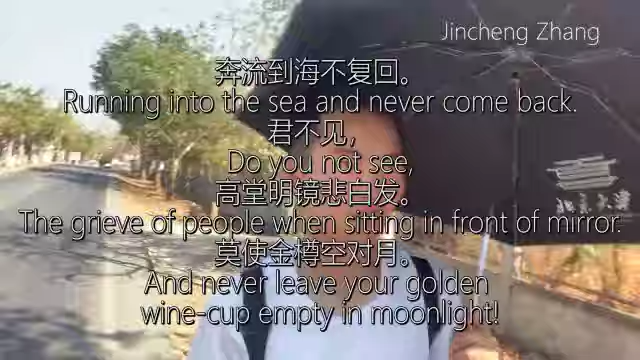 Jincheng Zhang
奔流到海不复回。
Running into the sea and never come back.
君不见，
Do you not see,
高堂明镜悲白发。
The grieve of people when sitting in front of mirror.
莫使金樽空对月。
And never leave your golden
wine-cup empty in moonlight!